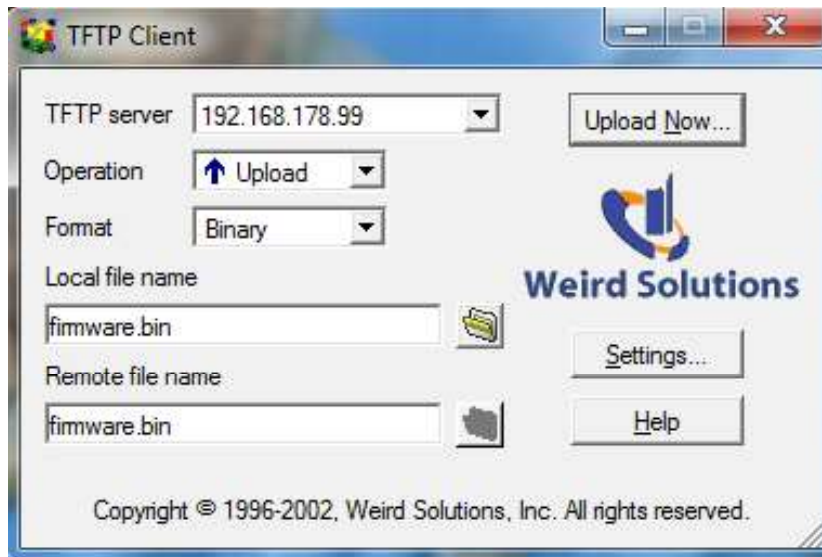 TFTP Client
TFTP server 192.168.178.99 Upload Now...
Operation Upload
Format Binary
Weird Solutions
Local file name
firmware.bin
Settings...
Remote file name
firmware.bin
Help
Copyright © 1996-2002, Weird Solutions, Inc. All rights reserved.